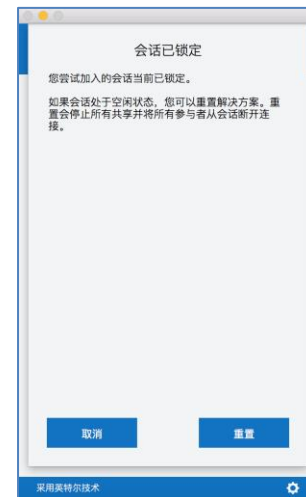 会话已锁定
您尝试加入的会话当前已锁定。
如果会话处于空闲状态，您可以重置解决方案。重
置会停止所有共享并将所有参与者从会话断开连
接。
取消 重置
采用英特尔技术